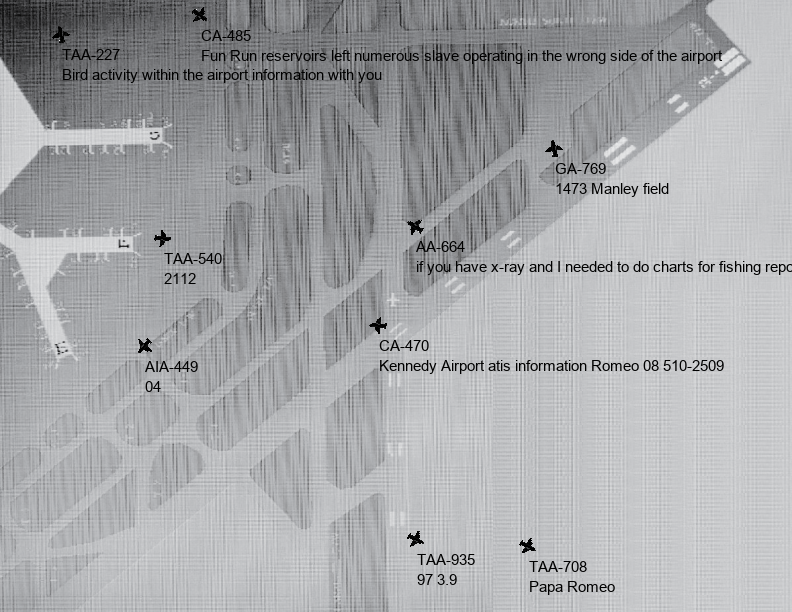 CA-485
TAA-227
Fun Run reservoirs left numerous slave operating in the wrong side of the airport
Bird activity within the airport information with you
GA-769
1473 Manley field
AA-664
if you have x-ray and I needed to do charts for fishing repo
TAA-540
2112
CA-470
Kennedy Airport atis information Romeo 08 510-2509
AIA-449
04
TAA-935
97 3.9
TAA-708
Papa Romeo